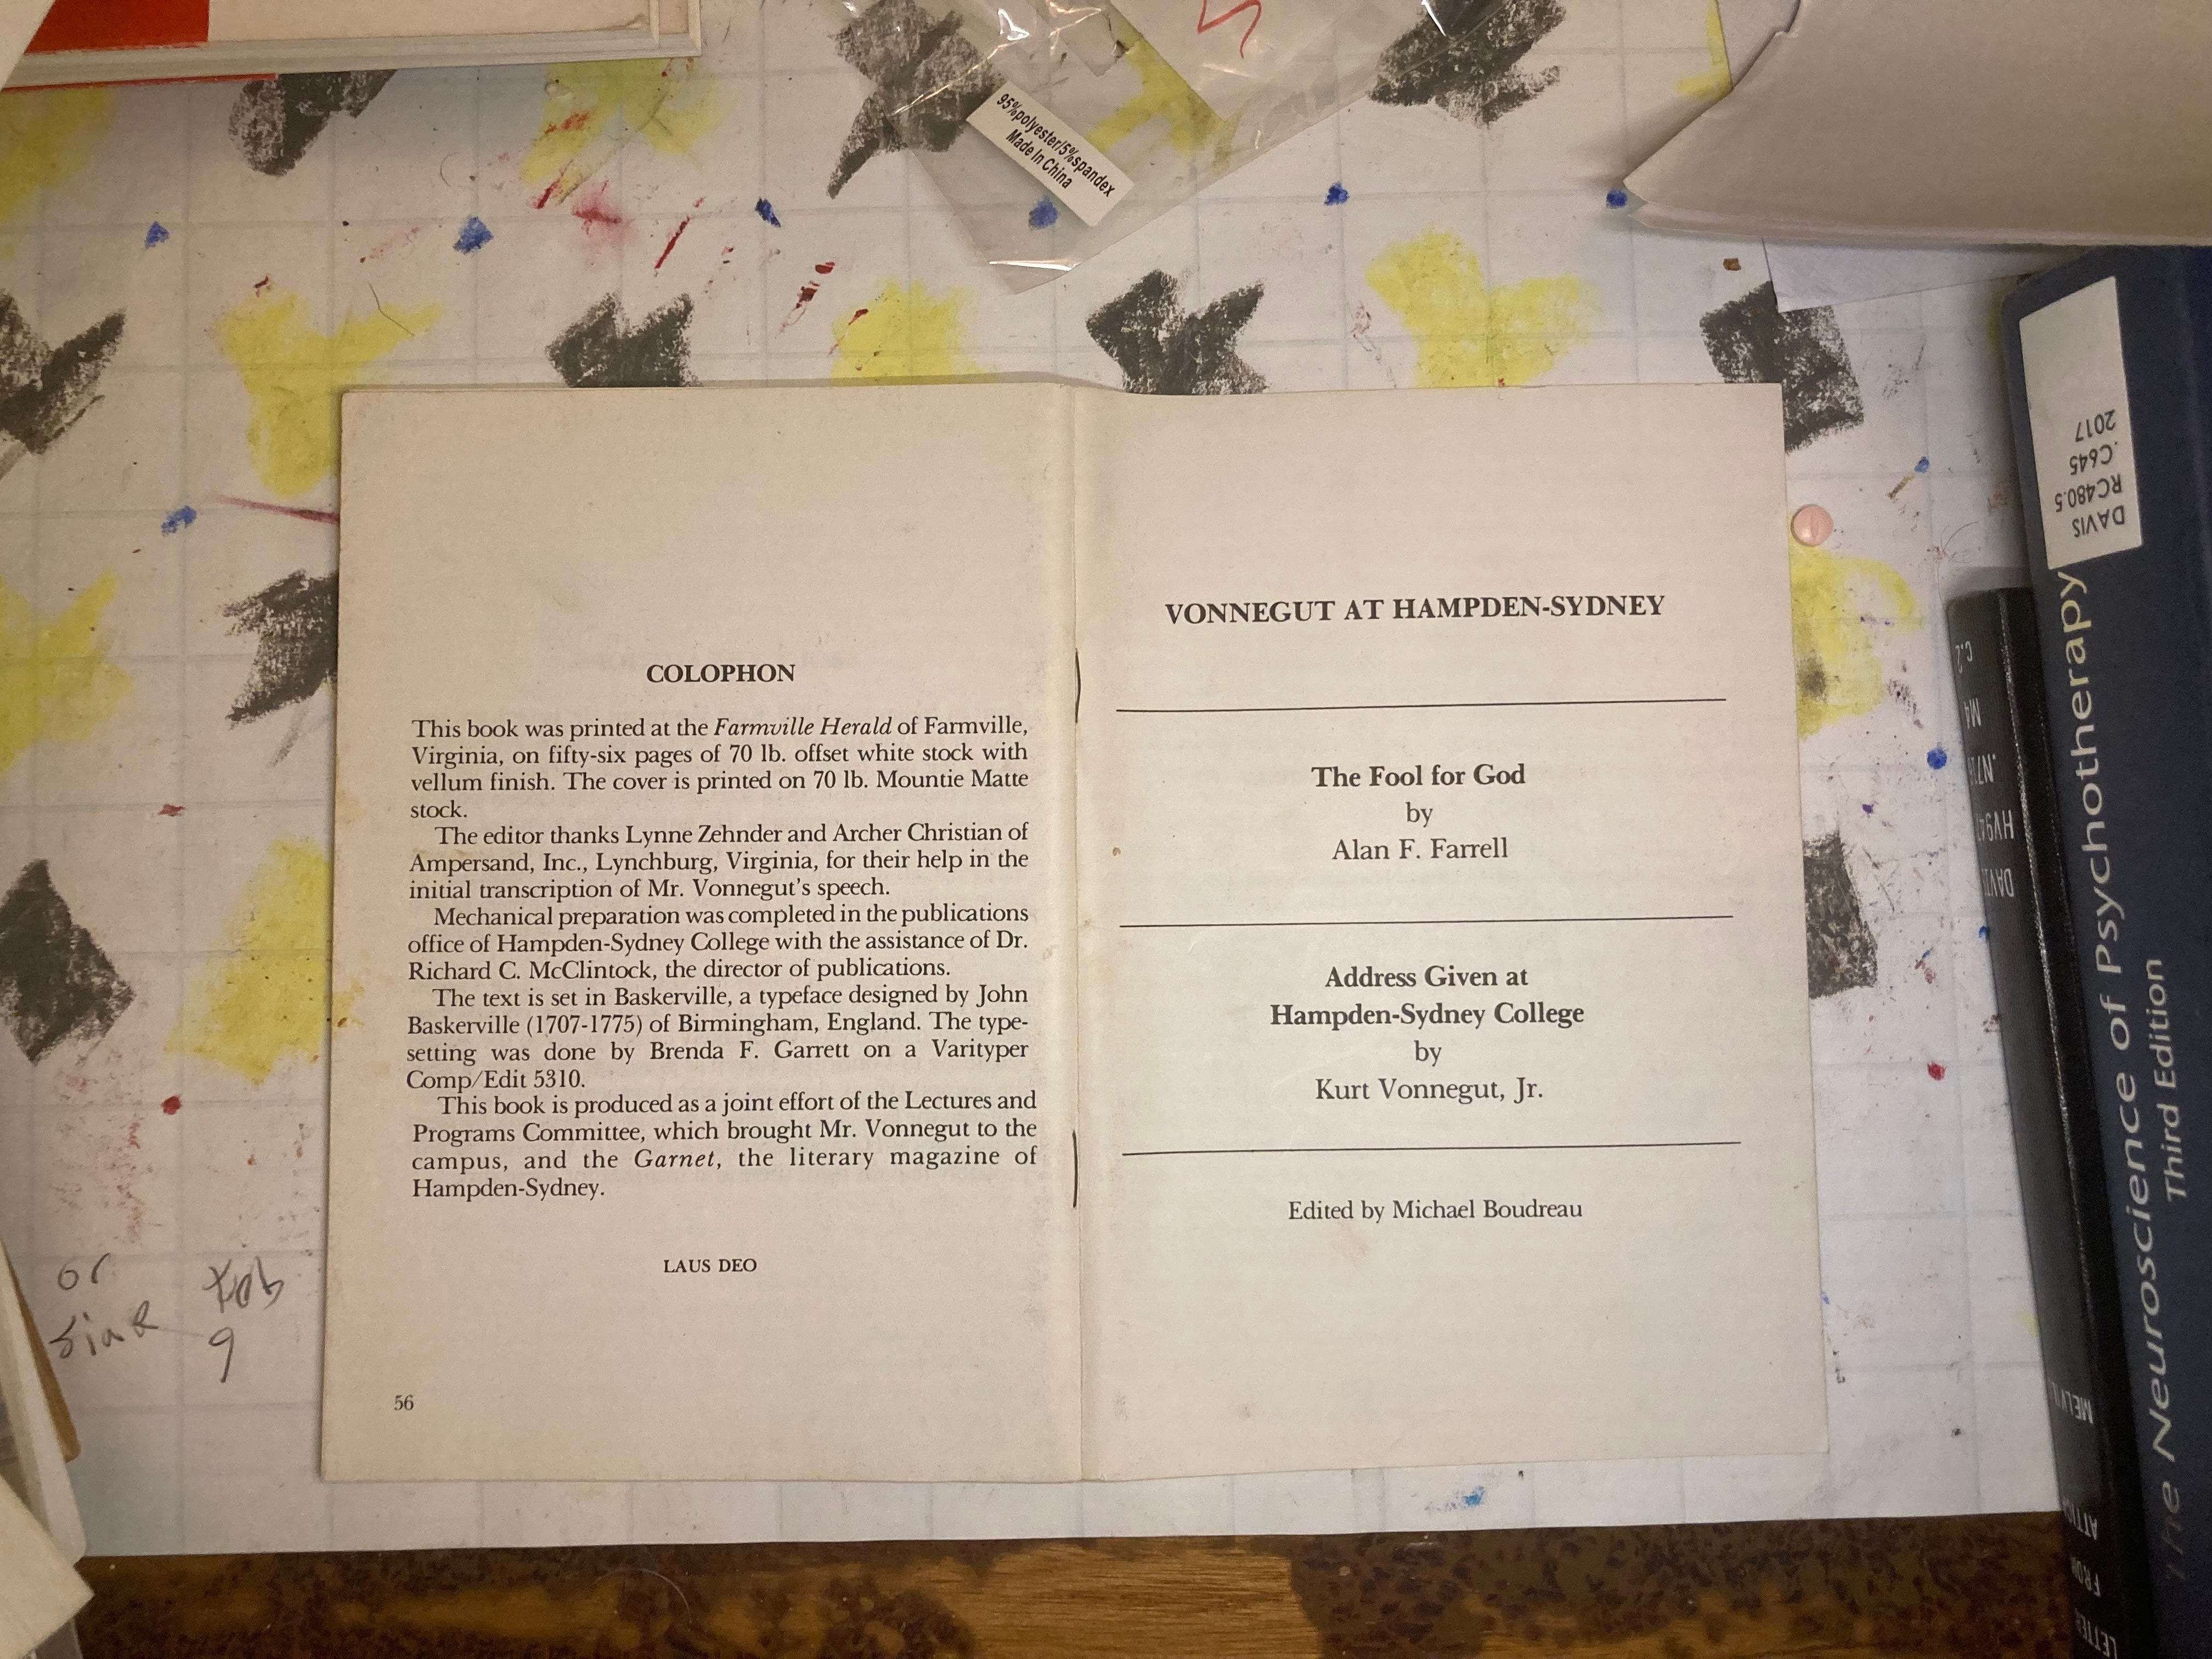 95%polyester/5%spandex
Made In China
COLOPHON
This book was printed at the Farmville Herald of Farmville,
Virginia, on fifty-six pages of 70 lb. offset white stock with
vellum finish. The cover is printed on 70 lb. Mountie Matte
stock.
The editor thanks Lynne Zehnder and Archer Christian of
Ampersand, Inc., Lynchburg, Virginia, for their help in the
initial transcription of Mr. Vonnegut's speech.
Mechanical preparation was completed in the publications
office of Hampden-Sydney College with the assistance of Dr.
Richard C. McClintock, the director of publications.
The text is set in Baskerville, a typeface designed by John
Baskerville (1707-1775) of Birmingham, England. The type-
setting was done by Brenda F. Garrett on a Varityper
Comp/Edit 5310.
This book is produced as a joint effort of the Lectures and
Programs Committee, which brought Mr. Vonnegut to the
campus, and the Garnet, the literary magazine of
Hampden-Sydney.
LAUS DEO
56
VONNEGUT AT HAMPDEN-SYDNEY
The Fool for God
by
Alan F. Farrell
Address Given at
Hampden-Sydney College
by
Kurt Vonnegut, Jr.
Edited by Michael Boudreau
DAVIS
RC480.5
.C645
2017
The Neuroscience of Psychotherapy
Third Edition
M4
c.2
or
9